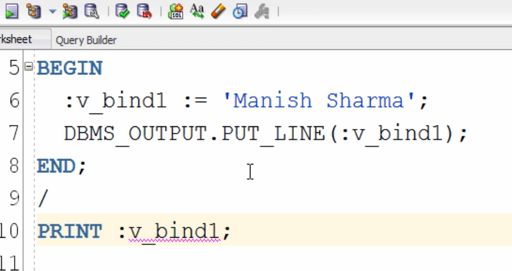 rksheet Query Builder
5 BEGIN
6 :v_bind1 := 'Manish Sharma';
7 DBMS_OUTPUT.PUT_LINE(:v_bind1);
8 END;
9 /
10 PRINT :v_bind1;
11